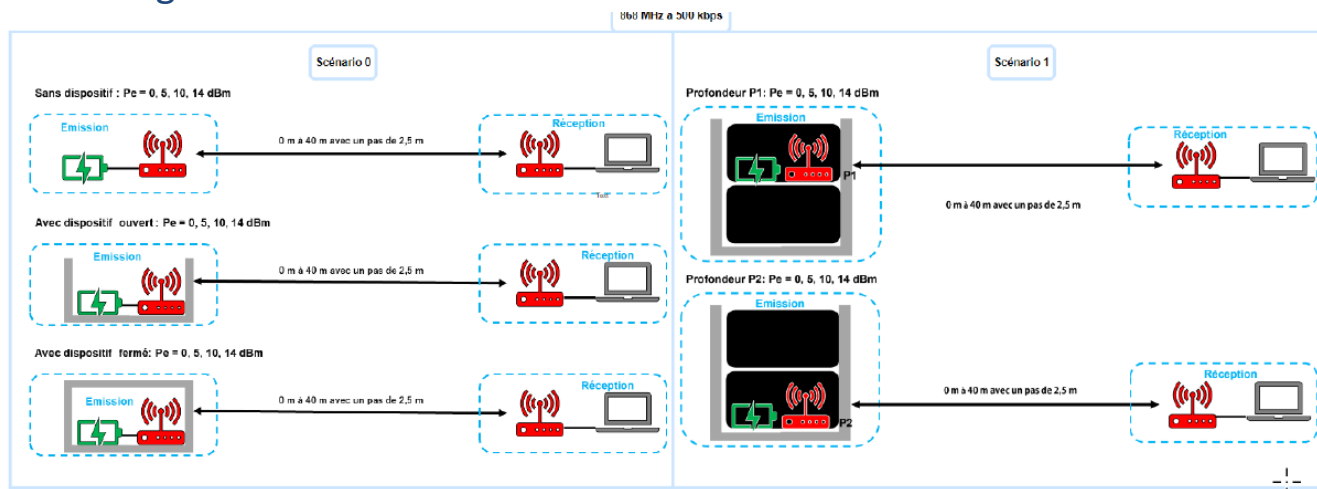 868 MHz à 500 kbps
Scénario 0
Sans dispositif : Pe = 0, 5, 10, 14 dBm
Emission
Réception
0 m à 40 m avec un pas de 2,5 m
Avec dispositif ouvert : Pe = 0, 5, 10, 14 dBm
Emission
Réception
0 m à 40 m avec un pas de 2,5 m
Avec dispositif fermé: Pe = 0, 5, 10, 14 dBm
Emission
Réception
0 m à 40 m avec un pas de 2,5 m
Scénario 1
Profondeur P1: Pe = 0, 5, 10, 14 dBm
Emission
Réception
P1
0 m à 40 m avec un pas de 2,5 m
Profondeur P2: Pe = 0, 5, 10, 14 dBm
Emission
Réception
0 m à 40 m avec un pas de 2,5 m
P2